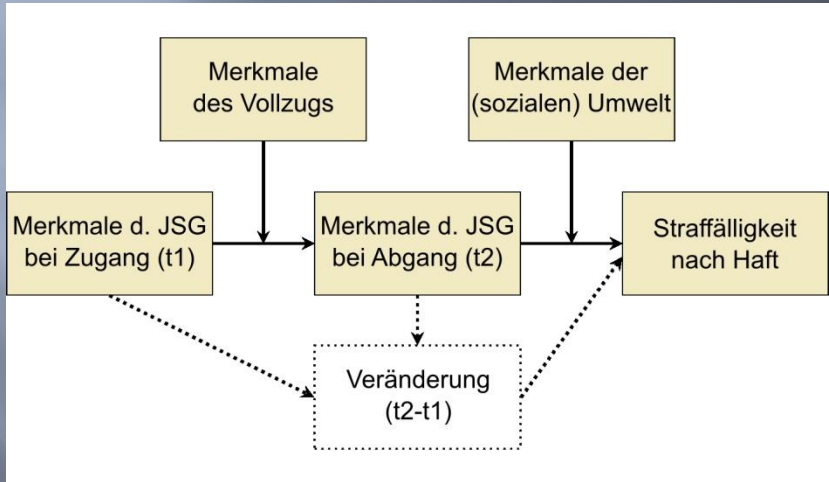 Merkmale
des Vollzugs
Merkmale der
(sozialen) Umwelt
Merkmale d. JSG
bei Zugang (t1)
Merkmale d. JSG
bei Abgang (t2)
Straffälligkeit
nach Haft
Veränderung
(t2-t1)